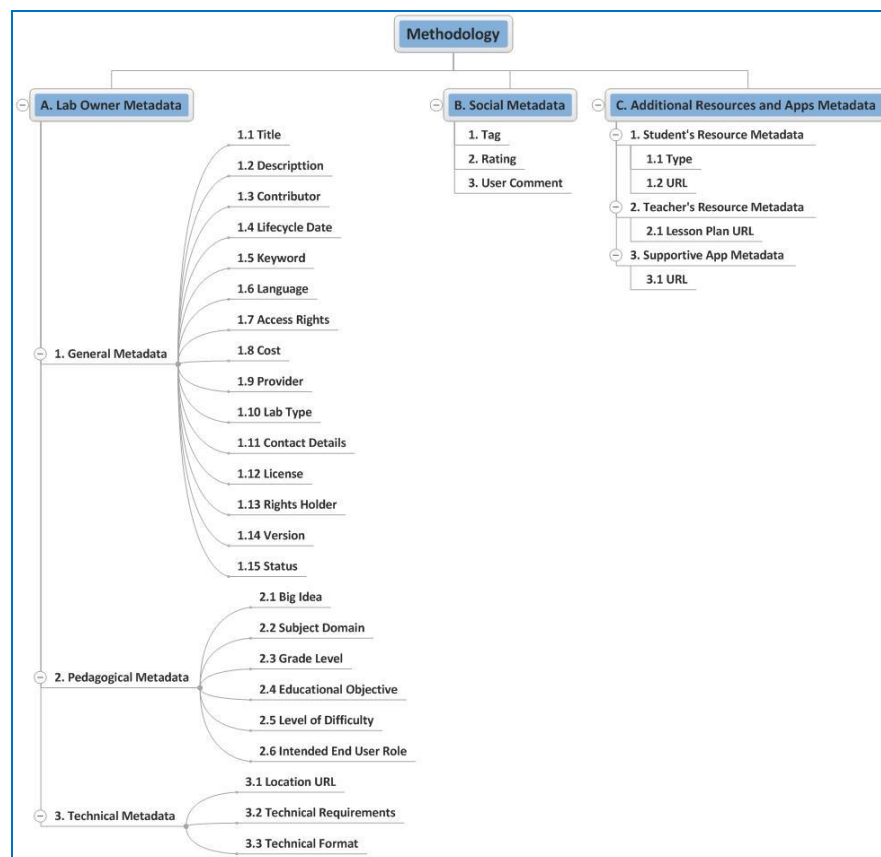 Methodology
A. Lab Owner Metadata
1. General Metadata
1.1 Title
1.2 Descripttion
1.3 Contributor
1.4 Lifecycle Date
1.5 Keyword
1.6 Language
1.7 Access Rights
1.8 Cost
1.9 Provider
1.10 Lab Type
1.11 Contact Details
1.12 License
1.13 Rights Holder
1.14 Version
1.15 Status
2. Pedagogical Metadata
2.1 Big Idea
2.2 Subject Domain
2.3 Grade Level
2.4 Educational Objective
2.5 Level of Difficulty
2.6 Intended End User Role
3. Technical Metadata
3.1 Location URL
3.2 Technical Requirements
3.3 Technical Format
B. Social Metadata
1. Tag
2. Rating
3. User Comment
C. Additional Resources and Apps Metadata
1. Student's Resource Metadata
1.1 Type
1.2 URL
2. Teacher's Resource Metadata
2.1 Lesson Plan URL
3. Supportive App Metadata
3.1 URL